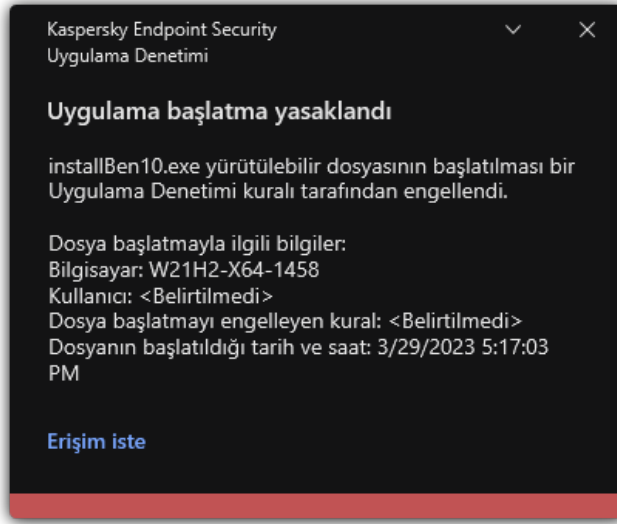 Kaspersky Endpoint Security
Uygulama Denetimi
Uygulama başlatma yasaklandı
installBen10.exe yürütülebilir dosyasının başlatılması bir
Uygulama Denetimi kuralı tarafından engellendi.
Dosya başlatmayla ilgili bilgiler:
Bilgisayar: W21H2-X64-1458
Kullanıcı: <Belirtilmedi>
Dosya başlatmayı engelleyen kural: <Belirtilmedi>
Dosyanın başlatıldığı tarih ve saat: 3/29/2023 5:17:03
PM
Erişim iste